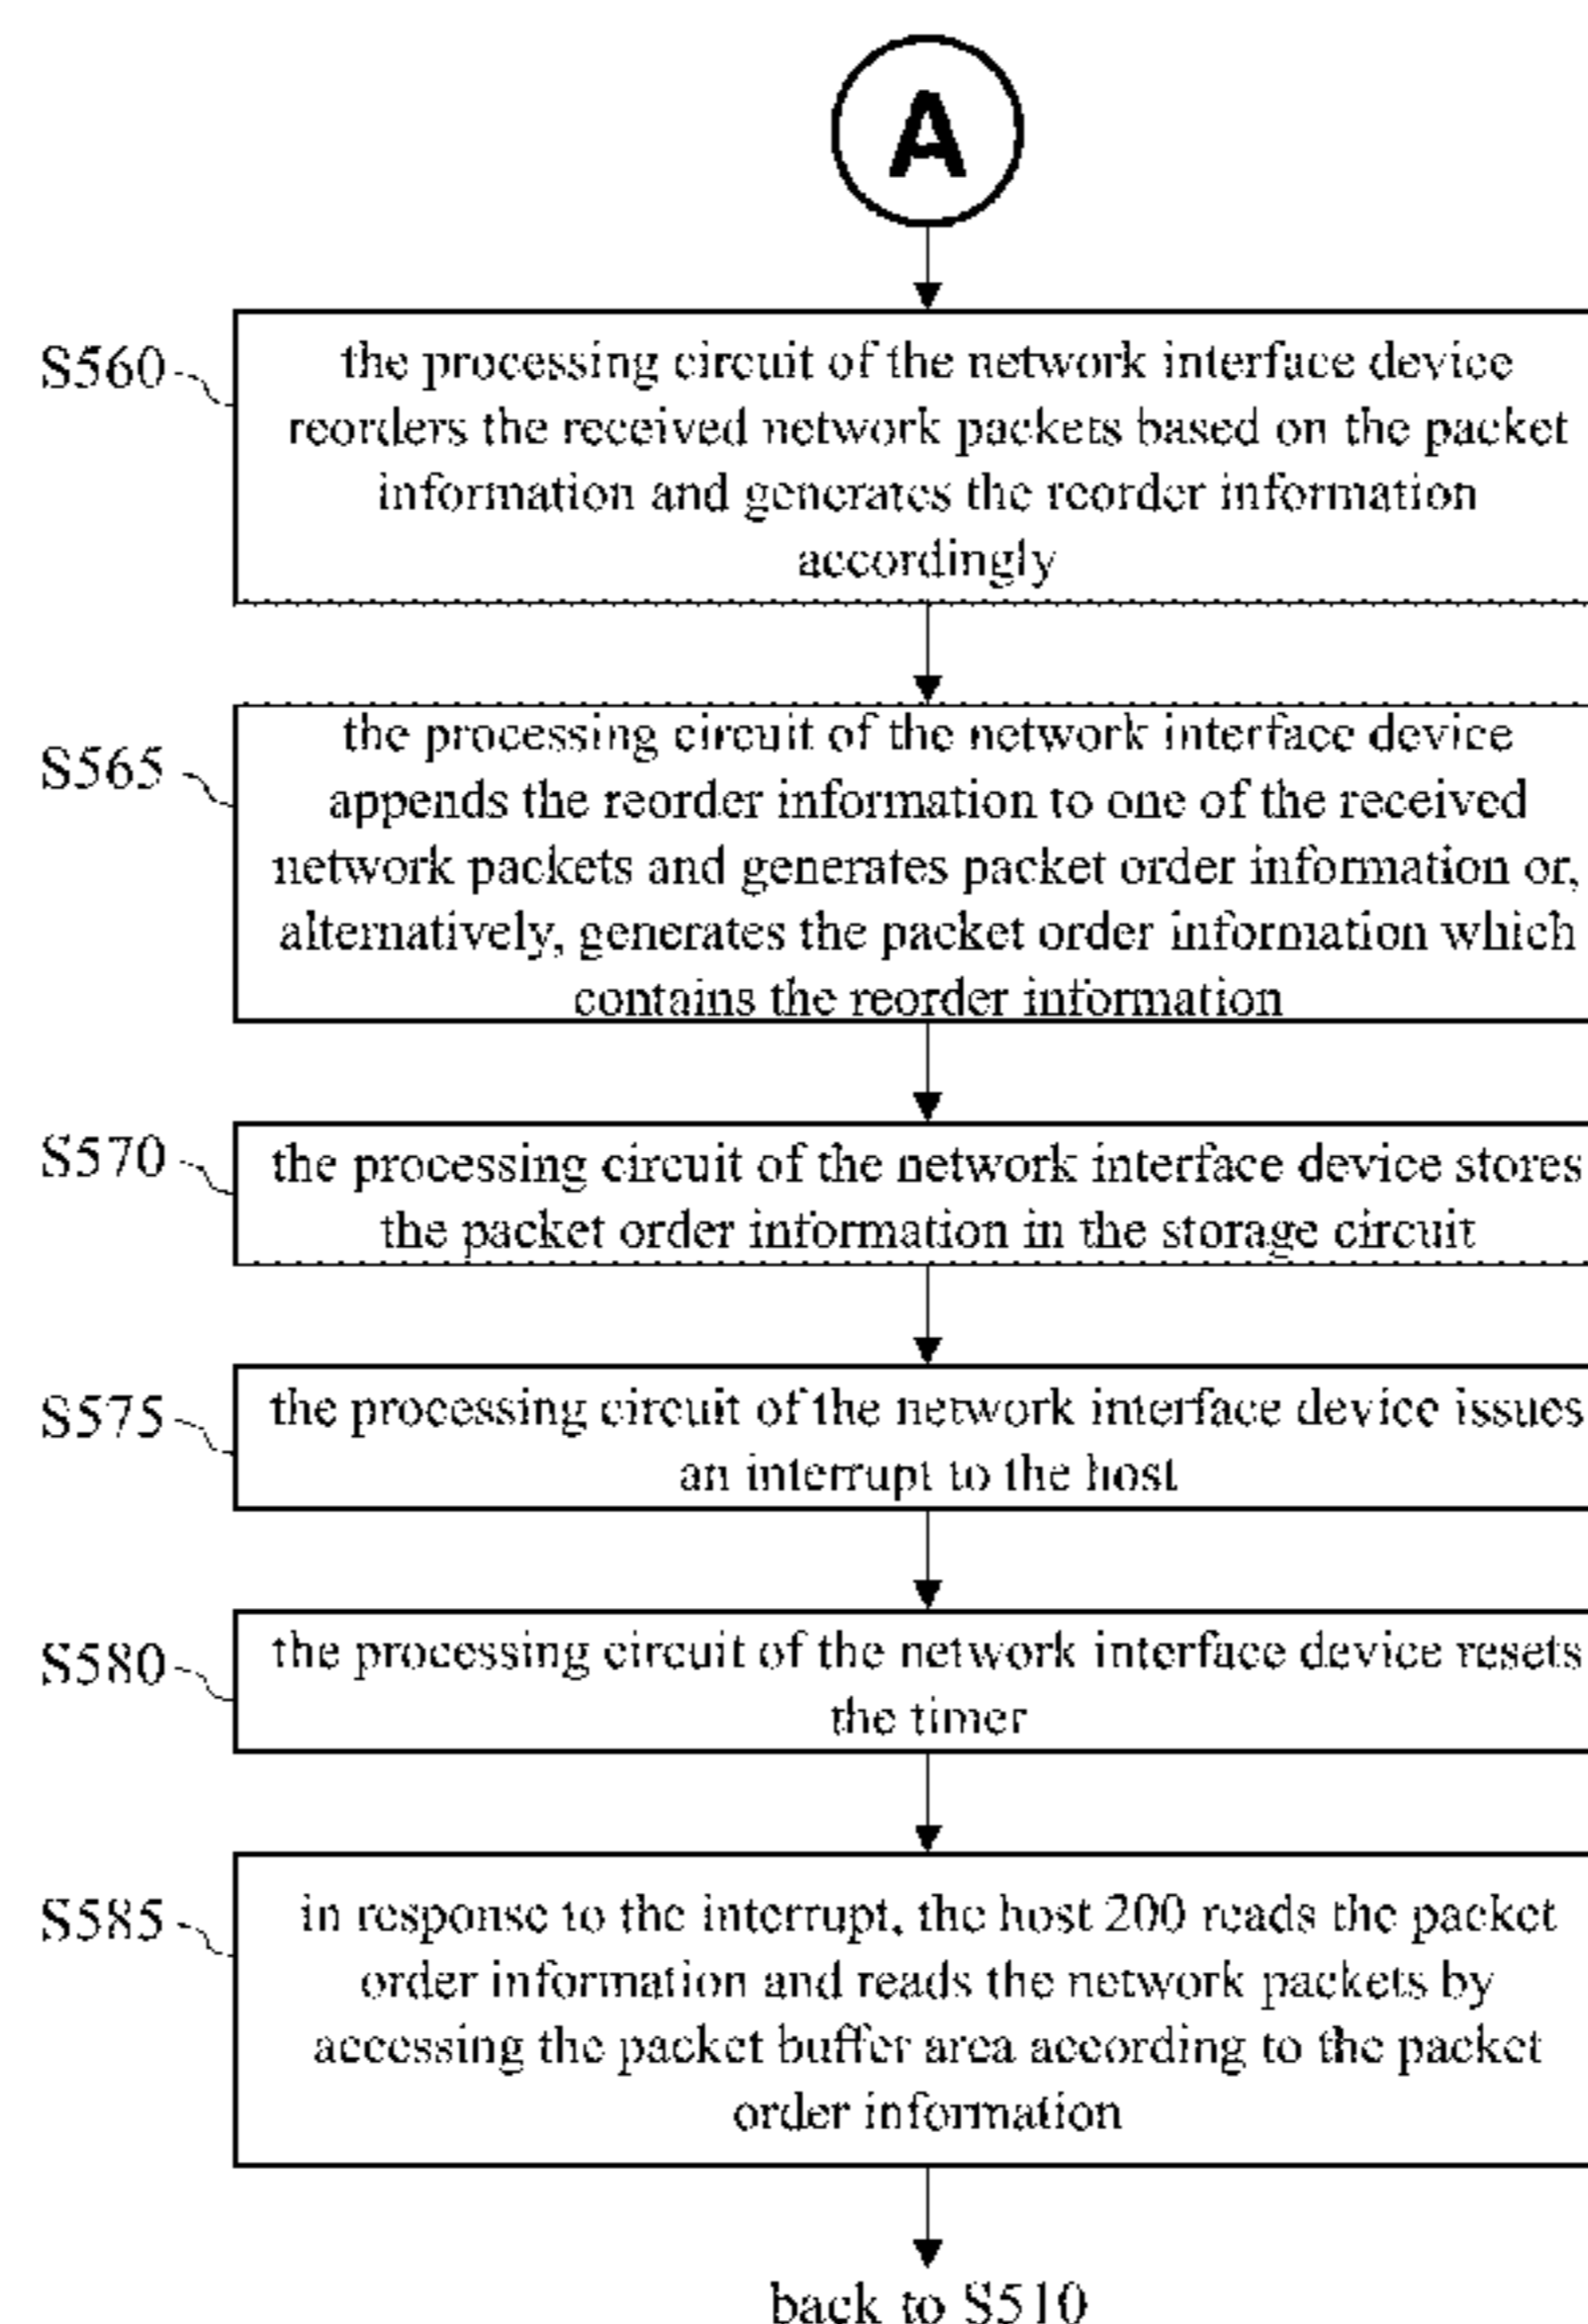 A
S560
the processing circuit of the network interface device
reorders the received network packets based on the packet
information and generates the reorder information
accordingly
S565
the processing circuit of the network interface device
appends the reorder information to one of the received
network packets and generates packet order information or,
alternatively, generates the packet order information which
contains the reorder information
S570
the processing circuit of the network interface device stores
the packet order information in the storage circuit
S575
the processing circuit of the network interface device issues
an interrupt to the host
S580
the processing circuit of the network interface device resets
the timer
S585
in response to the interrupt, the host 200 reads the packet
order information and reads the network packets by
accessing the packet buffer area according to the packet
order information
back to S510